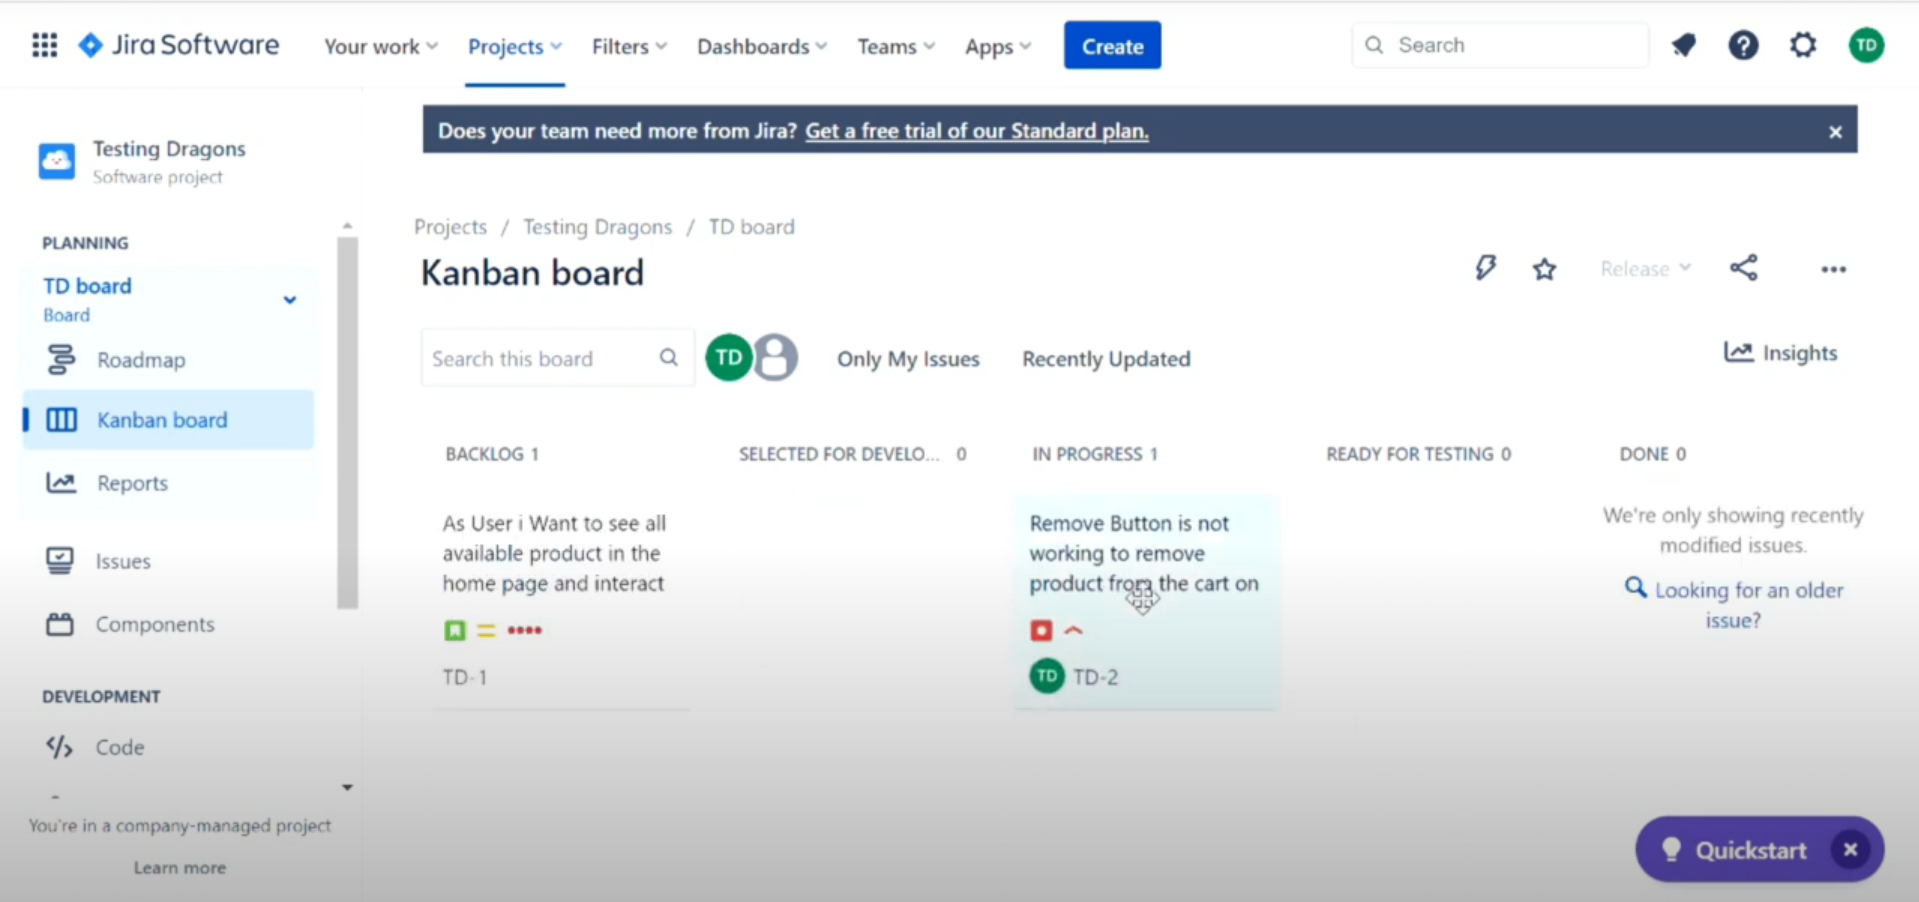 Jira Software
Your work
Projects
Filters
Dashboards
Teams
Apps
Create
Search
TD
Testing Dragons
Software project
PLANNING
TD board
Board
Roadmap
Kanban board
Reports
Issues
Components
DEVELOPMENT
Code
You're in a company-managed project
Learn more
Does your team need more from Jira? Get a free trial of our Standard plan.
Projects / Testing Dragons / TD board
Kanban board
Release
Search this board
TD
Only My Issues
Recently Updated
Insights
BACKLOG 1
As User i Want to see all
available product in the
home page and interact
TD-1
SELECTED FOR DEVELO... 0
IN PROGRESS 1
Remove Button is not
working to remove
product from the cart on
TD TD-2
READY FOR TESTING 0
DONE 0
We're only showing recently
modified issues.
Looking for an older
issue?
Quickstart